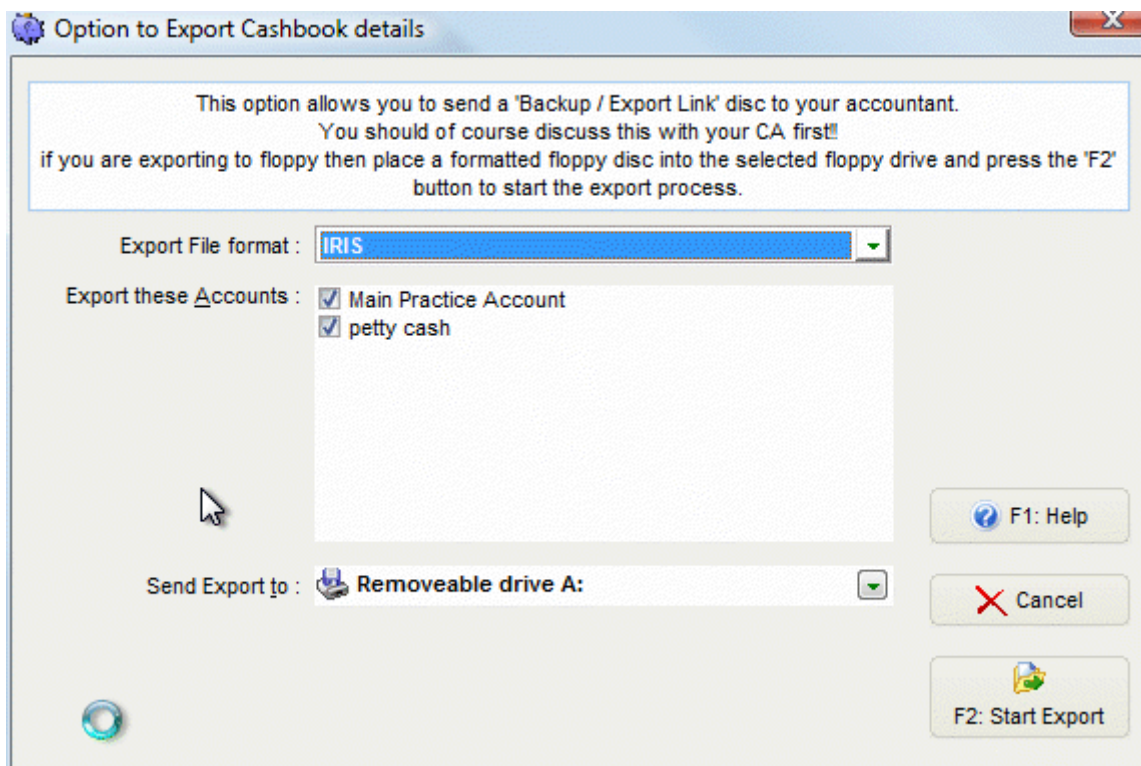 Option to Export Cashbook details
This option allows you to send a 'Backup / Export Link' disc to your accountant.
You should of course discuss this with your CA first!!
if you are exporting to floppy then place a formatted floppy disc into the selected floppy drive and press the 'F2'
button to start the export process.
Export File format : IRIS
Export these Accounts : Main Practice Account
petty cash
F1: Help
Send Export to : Removeable drive A:
Cancel
F2: Start Export